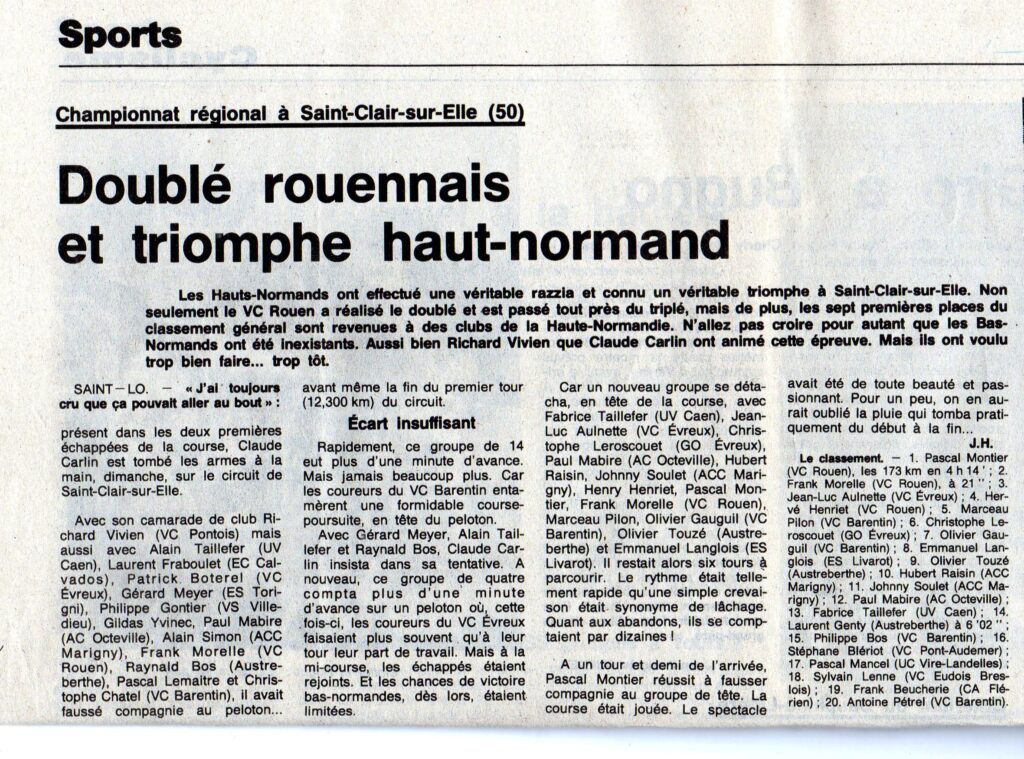 Sports
Championnat régional à Saint-Clair-sur-Elle (50)
Doublé rouennais
et triomphe haut-normand
Les Hauts-Normands ont effectué une véritable razzia et connu un véritable triomphe à Saint-Clair-sur-Elle. Non
seulement le VC Rouen a réalisé le doublé et est passé tout près du triplé, mais de plus, les sept premières places du
classement général sont revenues à des clubs de la Haute-Normandie. N'allez pas croire pour autant que les Bas-
Normands ont été inexistants. Aussi bien Richard Vivien que Claude Carlin ont animé cette épreuve. Mais ils ont voulu
trop bien faire... trop tôt.
SAINT-LO. — « J'ai toujours
cru que ça pouvait aller au bout » :
présent dans les deux premières
échappées de la course, Claude
Carlin est tombé les armes à la
main, dimanche, sur le circuit de
Saint-Clair-sur-Elle.
Avec son camarade de club Ri-
chard Vivien (VC Pontois) mais
aussi avec Alain Taillefer (UV
Caen), Laurent Fraboulet (EC Cal-
vados), Patrick Boterel (VC
Évreux), Gérard Meyer (ES Tori-
gni), Philippe Gontier (VS Ville-
dieu), Gildas Yvinec, Paul Mabire
(AC Octeville), Alain Simon (ACC
Marigny), Frank Morelle (VC
Rouen), Raynald Bos (Austre-
berthe), Pascal Lemaître et Chris-
tophe Chatel (VC Barentin), il avait
faussé compagnie au peloton...
avant même la fin du premier tour
(12,300 km) du circuit.
Écart insuffisant
Rapidement, ce groupe de 14
eut plus d'une minute d'avance.
Mais jamais beaucoup plus. Car
les coureurs du VC Barentin enta-
mèrent une formidable course-
poursuite, en tête du peloton.
Avec Gérard Meyer, Alain Tail-
lefer et Raynald Bos, Claude Car-
lin insista dans sa tentative. A
nouveau, ce groupe de quatre
compta plus d'une minute
d'avance sur un peloton où, cette
fois-ci, les coureurs du VC Évreux
faisaient plus souvent qu'à leur
tour leur part de travail. Mais à la
mi-course, les échappés étaient
rejoints. Et les chances de victoire
bas-normandes, dès lors, étaient
limitées.
Car un nouveau groupe se déta-
cha, en tête de la course, avec
Fabrice Taillefer (UV Caen), Jean-
Luc Aulnette (VC Évreux), Chris-
tophe Leroscouet (GO Évreux),
Paul Mabire (AC Octeville), Hubert
Raisin, Johnny Soulet (ACC Mari-
gny), Henry Henriet, Pascal Mon-
tier, Frank Morelle (VC Rouen),
Marceau Pilon, Olivier Gauguil (VC
Barentin), Olivier Touzé (Austre-
berthe) et Emmanuel Langlois (ES
Livarot). Il restait alors six tours à
parcourir. Le rythme était telle-
ment rapide qu'une simple crevai-
son était synonyme de lâchage.
Quant aux abandons, ils se comp-
taient par dizaines !
A un tour et demi de l'arrivée,
Pascal Montier réussit à fausser
compagnie au groupe de tête. La
course était jouée. Le spectacle
avait été de toute beauté et pas-
sionnant. Pour un peu, on en au-
rait oublié la pluie qui tomba prati-
quement du début à la fin...
J.H.
Le classement. — 1. Pascal Montier
(VC Rouen), les 173 km en 4 h 14' ; 2.
Frank Morelle (VC Rouen), à 21'' ; 3.
Jean-Luc Aulnette (VC Évreux) ; 4. Her-
vé Henriet (VC Rouen) ; 5. Marceau
Pilon (VC Barentin) ; 6. Christophe Le-
roscouet (GO Évreux) ; 7. Olivier Gau-
guil (VC Barentin) ; 8. Emmanuel Lan-
glois (ES Livarot) ; 9. Olivier Touzé
(Austreberthe) ; 10. Hubert Raisin (ACC
Marigny) ; 11. Johnny Soulet (ACC Ma-
rigny) ; 12. Paul Mabire (AC Octeville) ;
13. Fabrice Taillefer (UV Caen) ; 14.
Laurent Genty (Austreberthe) à 6'02'' ;
15. Philippe Bos (VC Barentin) ; 16.
Stéphane Blériot (VC Pont-Audemer) ;
17. Pascal Mancel (UC Vire-Landelles) ;
18. Sylvain Lenne (VC Eudois Bres-
lois) ; 19. Frank Beucherie (CA Flé-
rien) ; 20. Antoine Pétrel (VC Barentin).